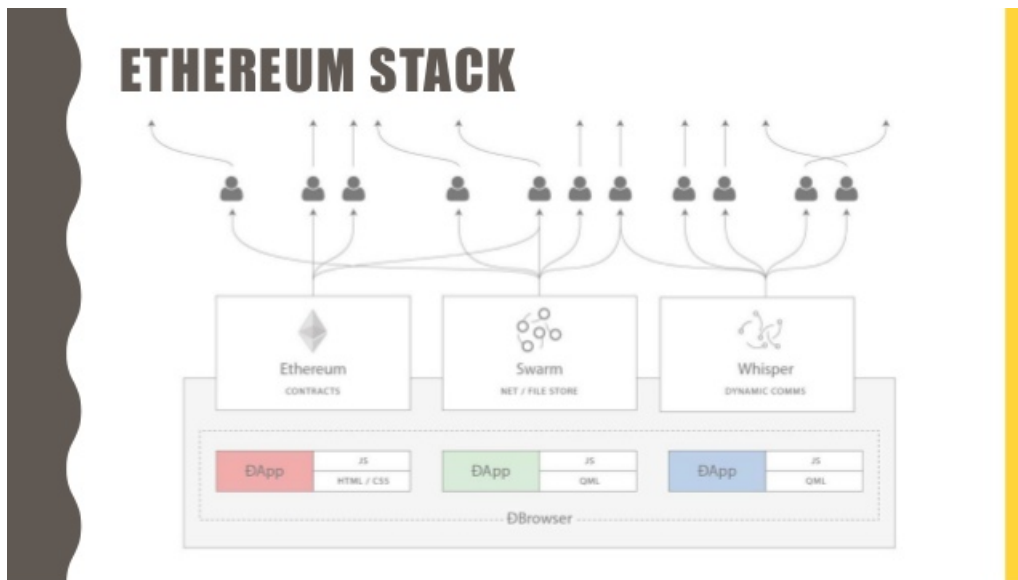 ETHEREUM STACK
Ethereum
CONTRACTS
Swarm
NET / FILE STORE
Whisper
DYNAMIC COMMS
ĐApp
JS
HTML / CSS
ĐApp
JS
QML
ĐApp
JS
QML
ĐBrowser